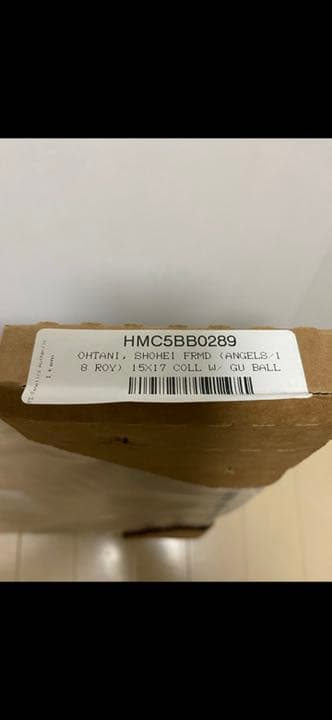 HMC5BB0289
OHTANI, SHOHEI FRMD (ANGELS/1
8 ROY) 15X17 COLL W/ GU BALL